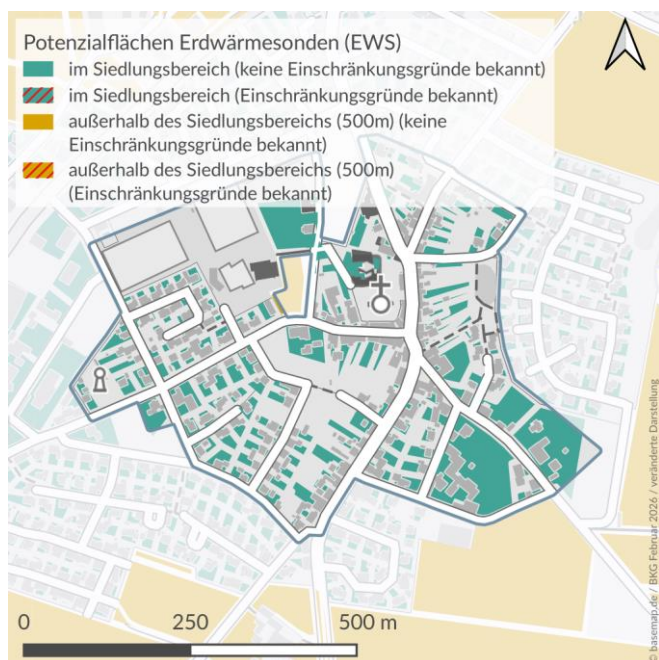 Potenzialflächen Erdwärmesonden (EWS)
im Siedlungsbereich (keine Einschränkungsgründe bekannt)
im Siedlungsbereich (Einschränkungsgründe bekannt)
außerhalb des Siedlungsbereichs (500m) (keine
Einschränkungsgründe bekannt)
außerhalb des Siedlungsbereichs (500m)
(Einschränkungsgründe bekannt)
0 250 500 m
© basemap.de / BKG Februar 2026 / veränderte Darstellung